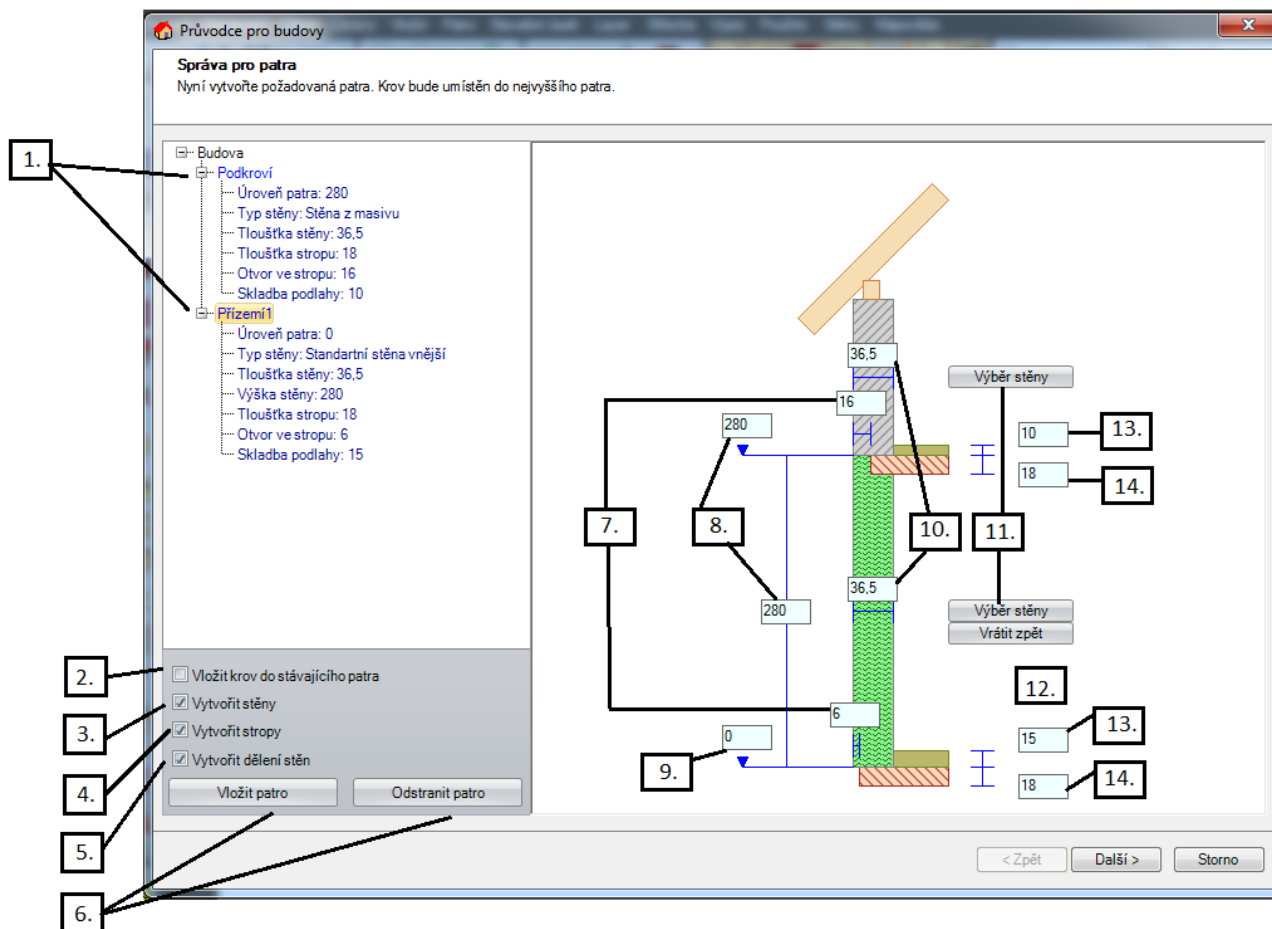 Průvodce pro budovy
Správa pro patra
Nyní vytvořte požadovaná patra. Krov bude umístěn do nejvyššího patra.
1.
Budova
Podkroví
Úroveň patra: 280
Typ stěny: Stěna z masivu
Tloušťka stěny: 36,5
Tloušťka stropu: 18
Otvor ve stropu: 16
Skladba podlahy: 10
Přízemí1
Úroveň patra: 0
Typ stěny: Standartní stěna vnější
Tloušťka stěny: 36,5
Výška stěny: 280
Tloušťka stropu: 18
Otvor ve stropu: 6
Skladba podlahy: 15
2.
Vložit krov do stávajícího patra
3.
Vytvořit stěny
4.
Vytvořit stropy
5.
Vytvořit dělení stěn
Vložit patro
Odstranit patro
6.
36,5
Výběr stěny
16
280
10
13.
18
14.
7.
8.
10.
11.
36,5
280
Výběr stěny
Vrátit zpět
12.
6
0
9.
15
13.
18
14.
< Zpět
Další >
Storno